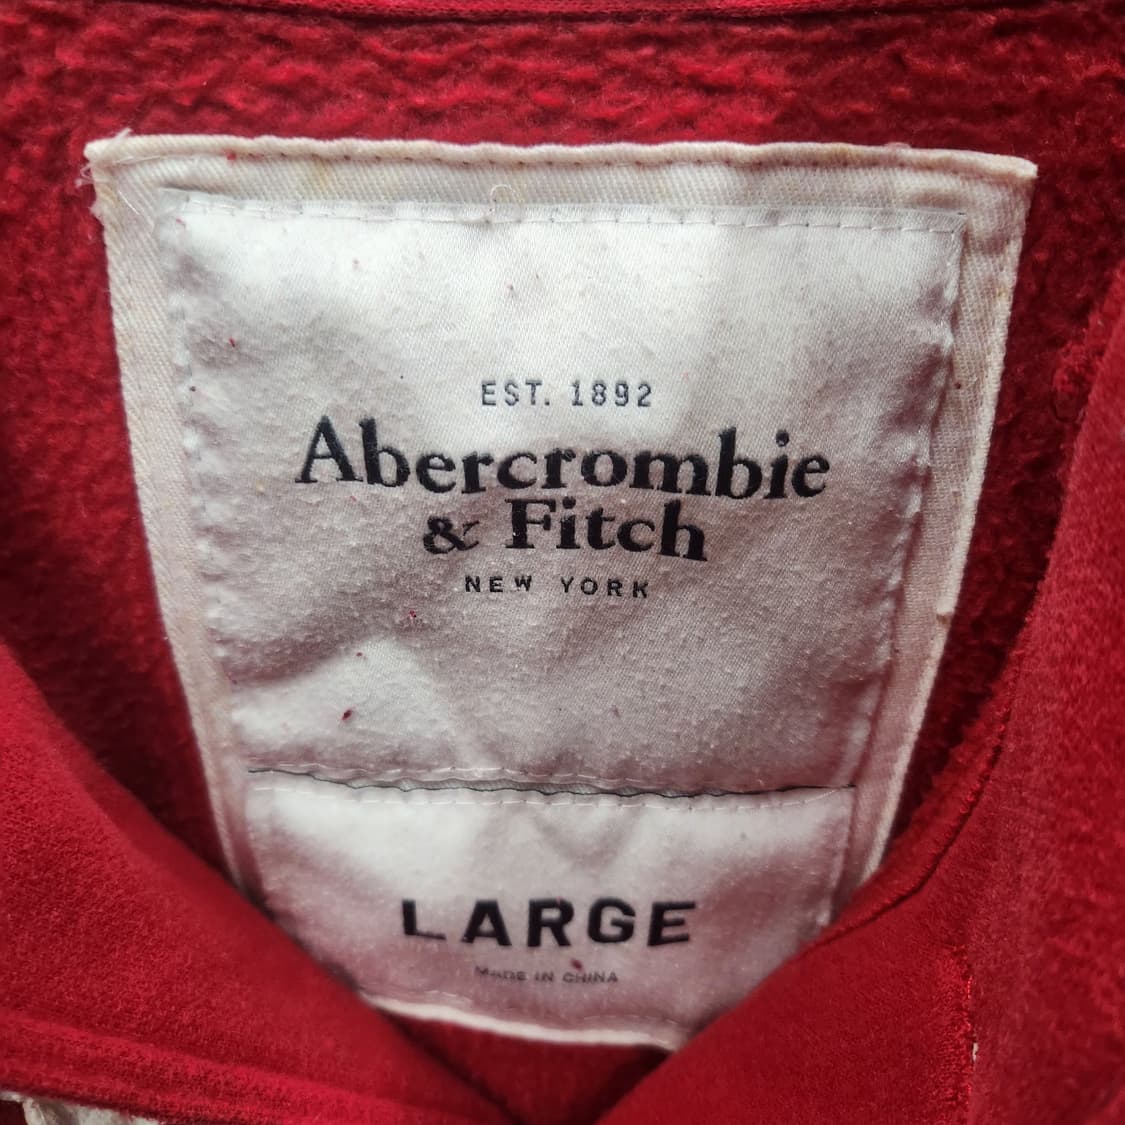 EST. 1892
Abercrombie
& Fitch
NEW YORK
LARGE
MADE IN CHINA